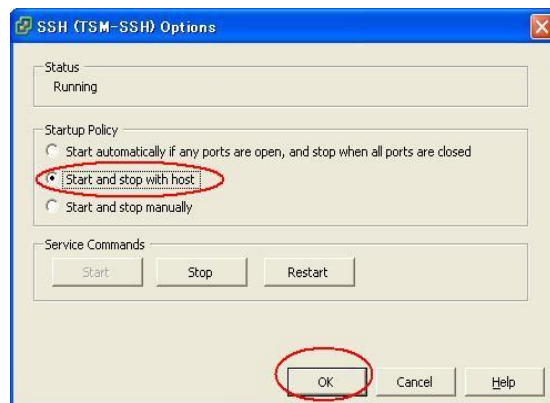 SSH (TSM-SSH) Options
Status
Running
Startup Policy
Start automatically if any ports are open, and stop when all ports are closed
Start and stop with host
Start and stop manually
Service Commands
Start Stop Restart
OK Cancel Help